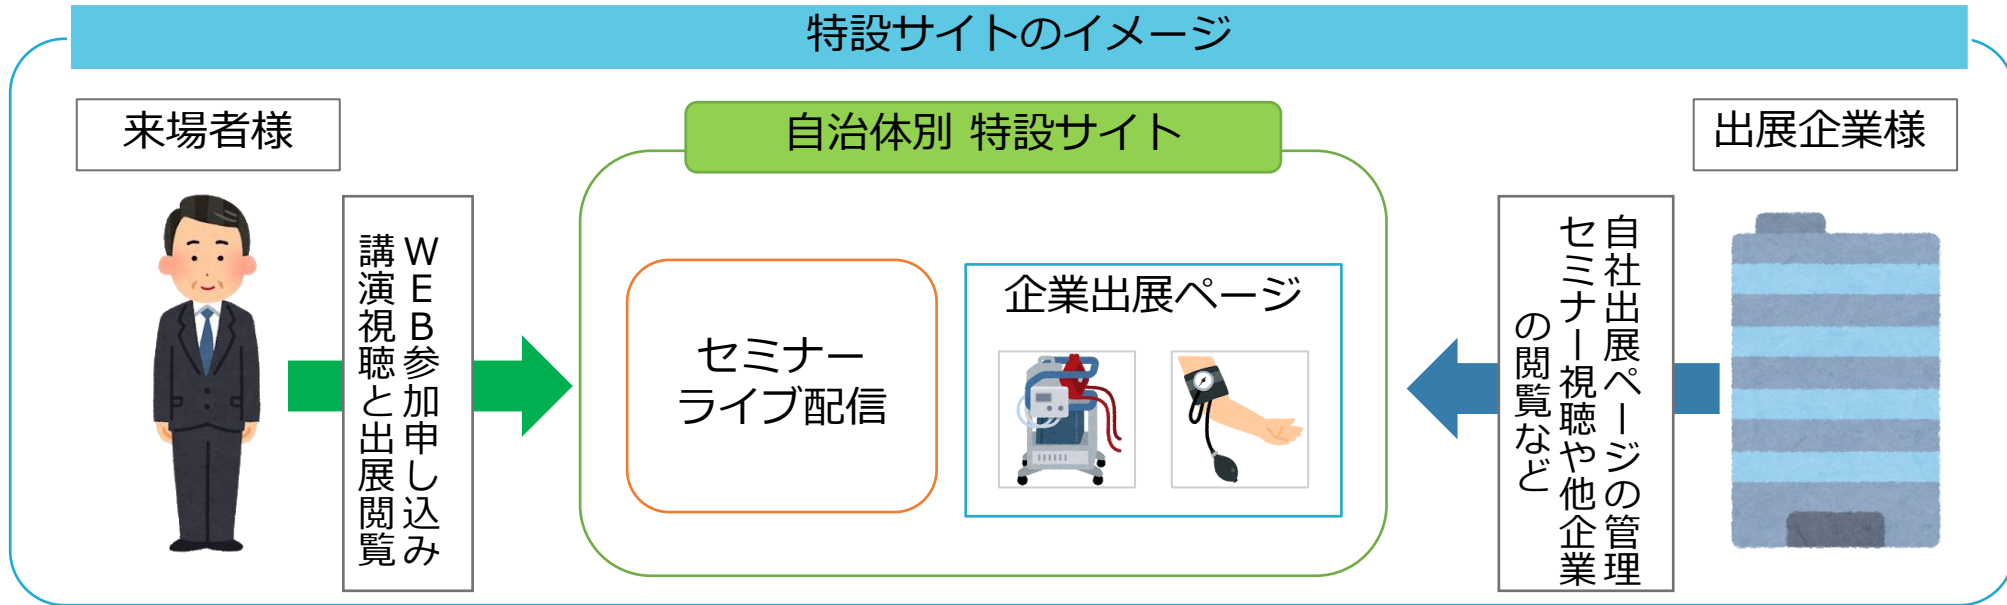 特設サイトのイメージ
来場者様
WEB参加申し込み
講演視聴と出展閲覧
自治体別 特設サイト
セミナー
ライブ配信
企業出展ページ
出展企業様
自社出展ページの管理
セミナー視聴や他企業
の閲覧など